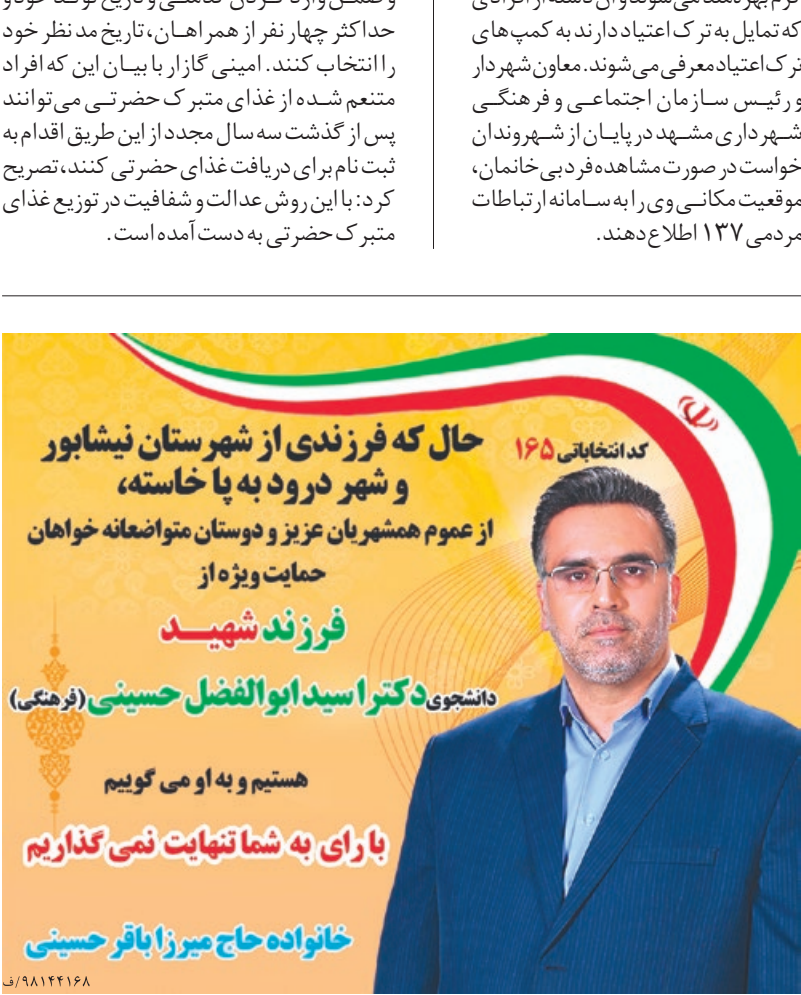 که تمایل به ترک اعتیاد دارند به کمپ های
ترک اعتیاد معرفی می شوند. معاون شهردار
و رئیس سازمان اجتماعی و فرهنگی
شهرداری مشهد در پایان از شهروندان
خواست در صورت مشاهده فرد بی خانمان،
موقعیت مکانی وی را به سامانه ارتباطات
مردمی ۱۳۷ اطلاع دهند.
حداکثر چهار نفر از همراهان، تاریخ مد نظر خود
را انتخاب کنند. امینی گازار با بیان این که افراد
متنعم شده از غذای متبرک حضرتی می توانند
پس از گذشت سه سال مجدد از این طریق اقدام به
ثبت نام برای دریافت غذای حضرتی کنند، تصریح
کرد: با این روش عدالت و شفافیت در توزیع غذای
متبرک حضرتی به دست آمده است.
کد انتخاباتی ۱۶۵
حال که فرزندی از شهرستان نیشابور
و شهر درود به پا خاسته،
از عموم همشهریان عزیز و دوستان متواضعانه خواهان
حمایت ویژه از
فرزند شهید
دانشجوی دکترا سید ابوالفضل حسینی (فرهنگی)
هستیم و به او می گوییم
با رای به شما تنهایت نمی گذاریم
خانواده حاج میرزا باقر حسینی
۹۸۱۴۴۱۶۸/ف